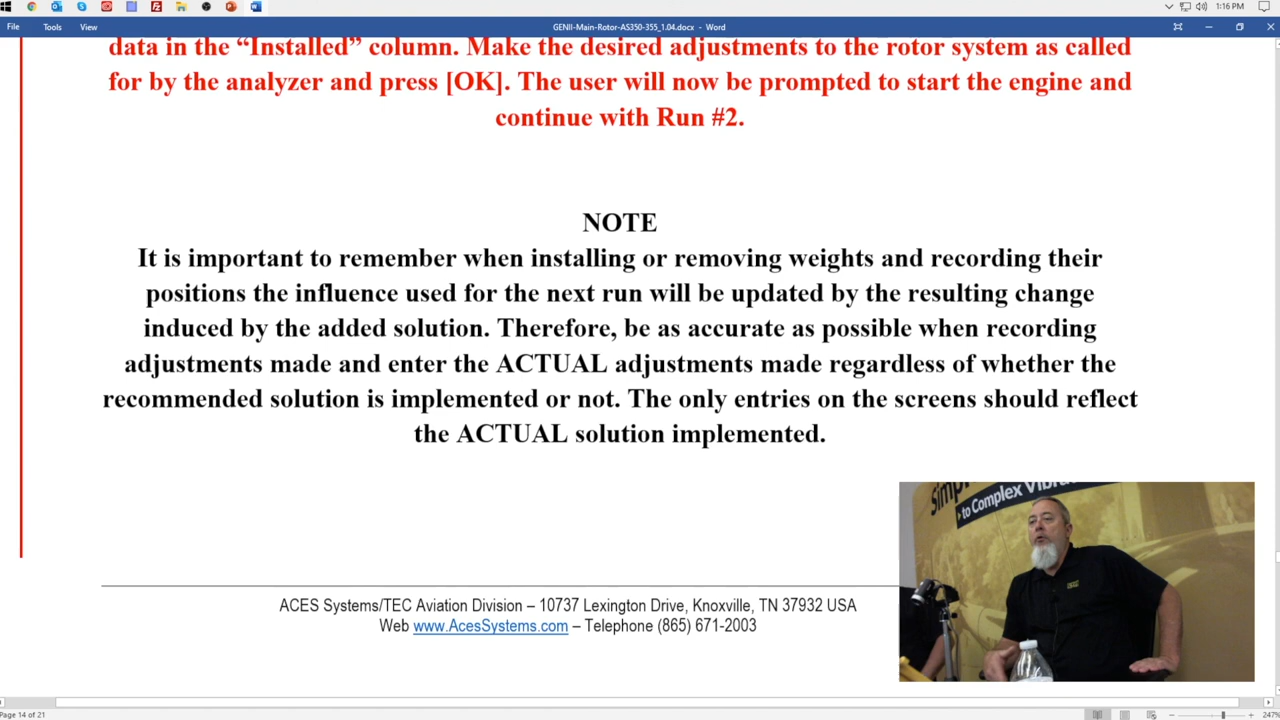 1:16 PM
File Tools View GENII-Main-Rotor-AS350-355_1.04.docx - Word
data in the “Installed” column. Make the desired adjustments to the rotor system as called
for by the analyzer and press [OK]. The user will now be prompted to start the engine and
continue with Run #2.
NOTE
It is important to remember when installing or removing weights and recording their
positions the influence used for the next run will be updated by the resulting change
induced by the added solution. Therefore, be as accurate as possible when recording
adjustments made and enter the ACTUAL adjustments made regardless of whether the
recommended solution is implemented or not. The only entries on the screens should reflect
the ACTUAL solution implemented.
to Complex
ACES Systems/TEC Aviation Division – 10737 Lexington Drive, Knoxville, TN 37932 USA
Web www.AcesSystems.com – Telephone (865) 671-2003
Page 14 of 21 247%